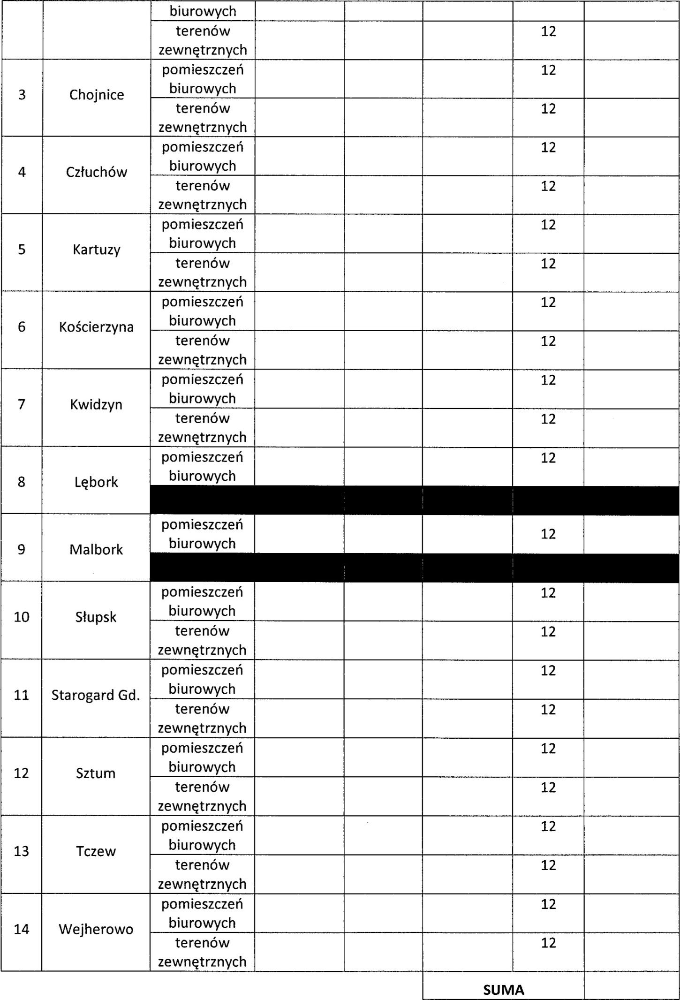 biurowych
terenów 12
zewnętrznych
pomieszczeń 12
biurowych
3 Chojnice
terenów 12
zewnętrznych
pomieszczeń 12
biurowych
4 Człuchów
terenów 12
zewnętrznych
pomieszczeń 12
biurowych
5 Kartuzy
terenów 12
zewnętrznych
pomieszczeń 12
biurowych
6 Kościerzyna
terenów 12
zewnętrznych
pomieszczeń 12
biurowych
7 Kwidzyn
terenów 12
zewnętrznych
pomieszczeń 12
biurowych
8 Lębork
pomieszczeń
12
biurowych
9 Malbork
pomieszczeń 12
biurowych
10 Słupsk
terenów 12
zewnętrznych
pomieszczeń 12
biurowych
11 Starogard Gd.
terenów 12
zewnętrznych
pomieszczeń 12
biurowych
12 Sztum
terenów 12
zewnętrznych
pomieszczeń 12
biurowych
13 Tczew
terenów 12
zewnętrznych
pomieszczeń 12
biurowych
14 Wejherowo
terenów 12
zewnętrznych
SUMA